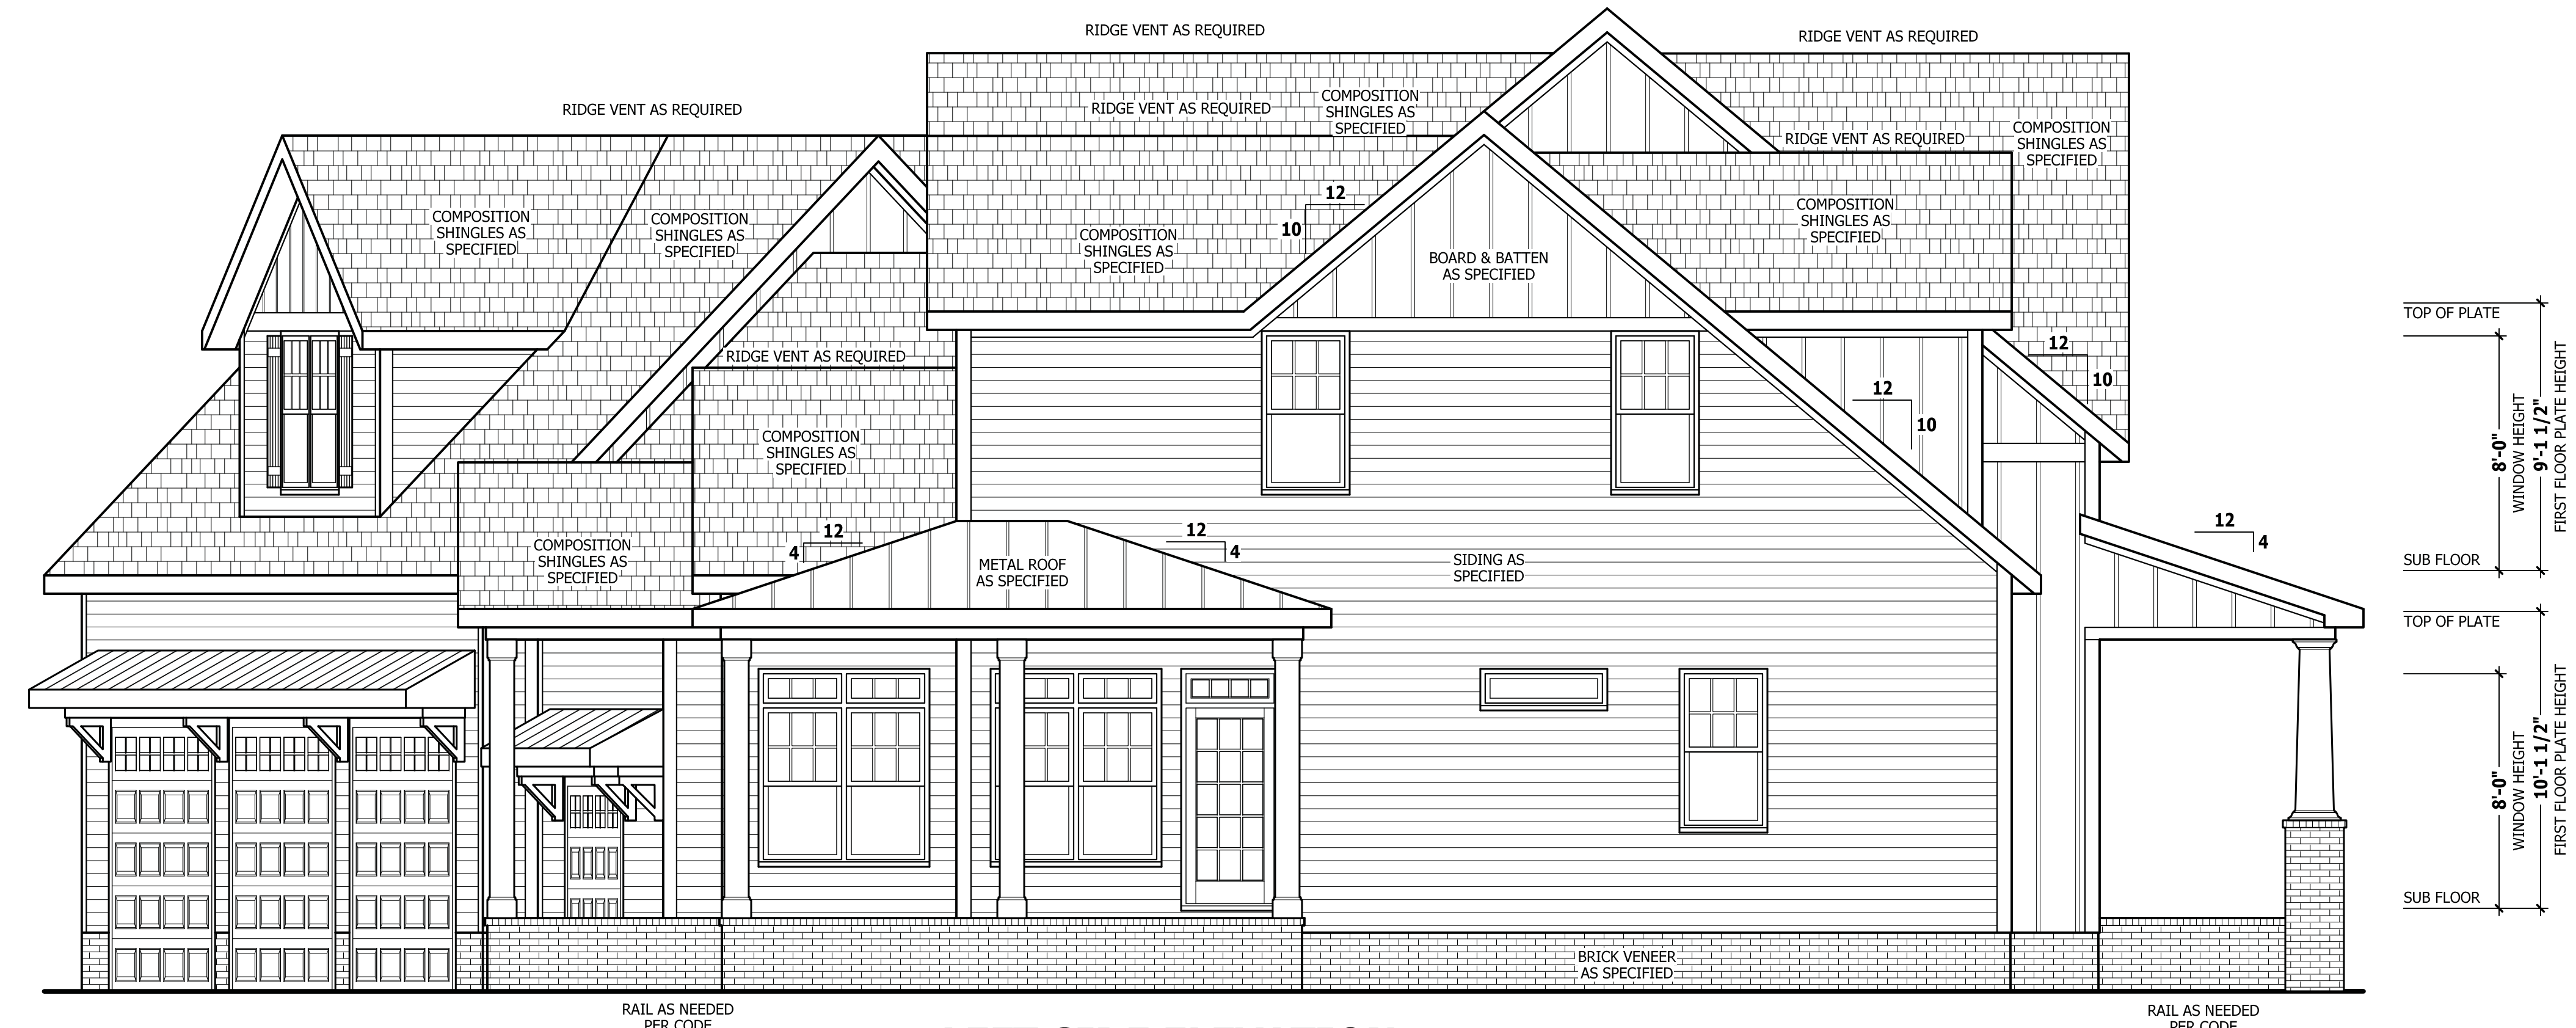 RIDGE VENT AS REQUIRED
RIDGE VENT AS REQUIRED
RIDGE VENT AS REQUIRED
RIDGE VENT AS REQUIRED
COMPOSITION
SHINGLES AS
SPECIFIED
RIDGE VENT AS REQUIRED
COMPOSITION
SHINGLES AS
SPECIFIED
COMPOSITION
SHINGLES AS
SPECIFIED
COMPOSITION
SHINGLES AS
SPECIFIED
COMPOSITION
SHINGLES AS
SPECIFIED
12
10
COMPOSITION
SHINGLES AS
SPECIFIED
BOARD & BATTEN
AS SPECIFIED
RIDGE VENT AS REQUIRED
12
10
12
10
COMPOSITION
SHINGLES AS
SPECIFIED
COMPOSITION
SHINGLES AS
SPECIFIED
12
4
12
4
METAL ROOF
AS SPECIFIED
SIDING AS
SPECIFIED
12
4
TOP OF PLATE
8'-0"
WINDOW HEIGHT
9'-1 1/2"
FIRST FLOOR PLATE HEIGHT
SUB FLOOR
TOP OF PLATE
8'-0"
WINDOW HEIGHT
10'-1 1/2"
FIRST FLOOR PLATE HEIGHT
SUB FLOOR
BRICK VENEER
AS SPECIFIED
RAIL AS NEEDED
PER CODE
RAIL AS NEEDED
PER CODE